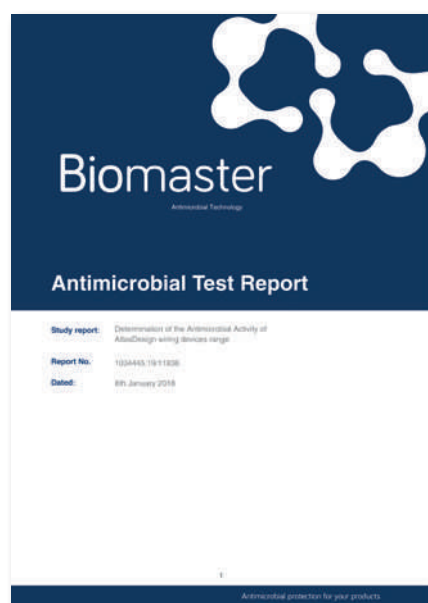 Biomaster
Antimicrobial Technology
Antimicrobial Test Report
Study report: Determination of the Antimicrobial Activity of
AtlasDesign wiring devices range
Report No.
Dated: 8th January 2018
1
Antimicrobial protection for your products